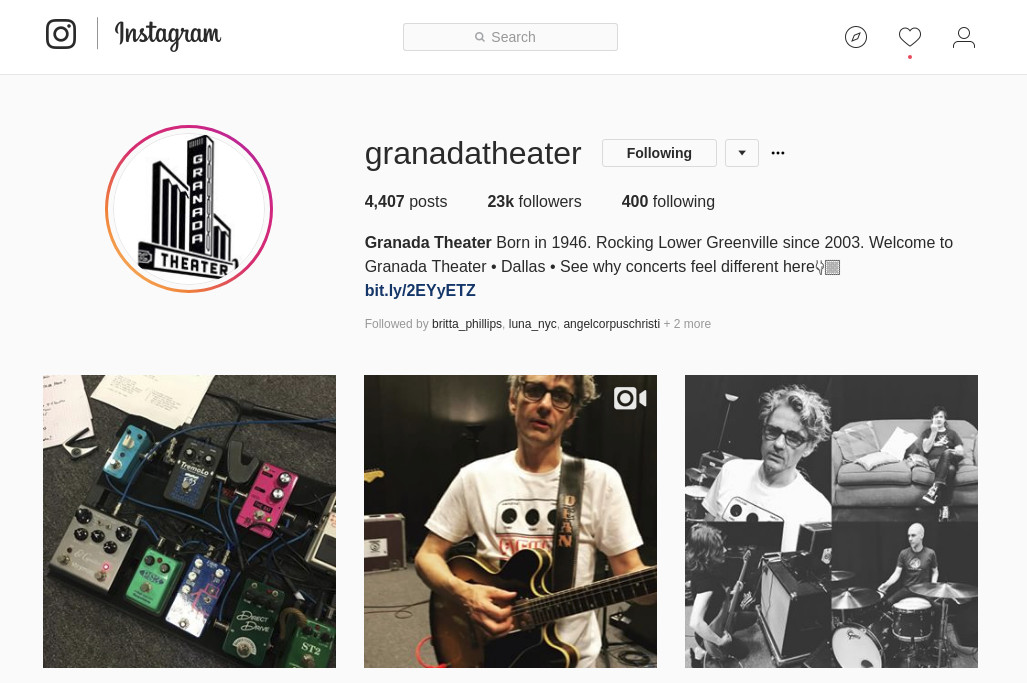 Instagram
Search
granadatheater Following
4,407 posts 23k followers 400 following
Granada Theater Born in 1946. Rocking Lower Greenville since 2003. Welcome to
Granada Theater • Dallas • See why concerts feel different here
bit.ly/2EYyETZ
Followed by britta_phillips, luna_nyc, angelcorpuschristi + 2 more
GRANADA
THEATER
TremoLo
DIRECT
DRIVE
ST2
DEAN